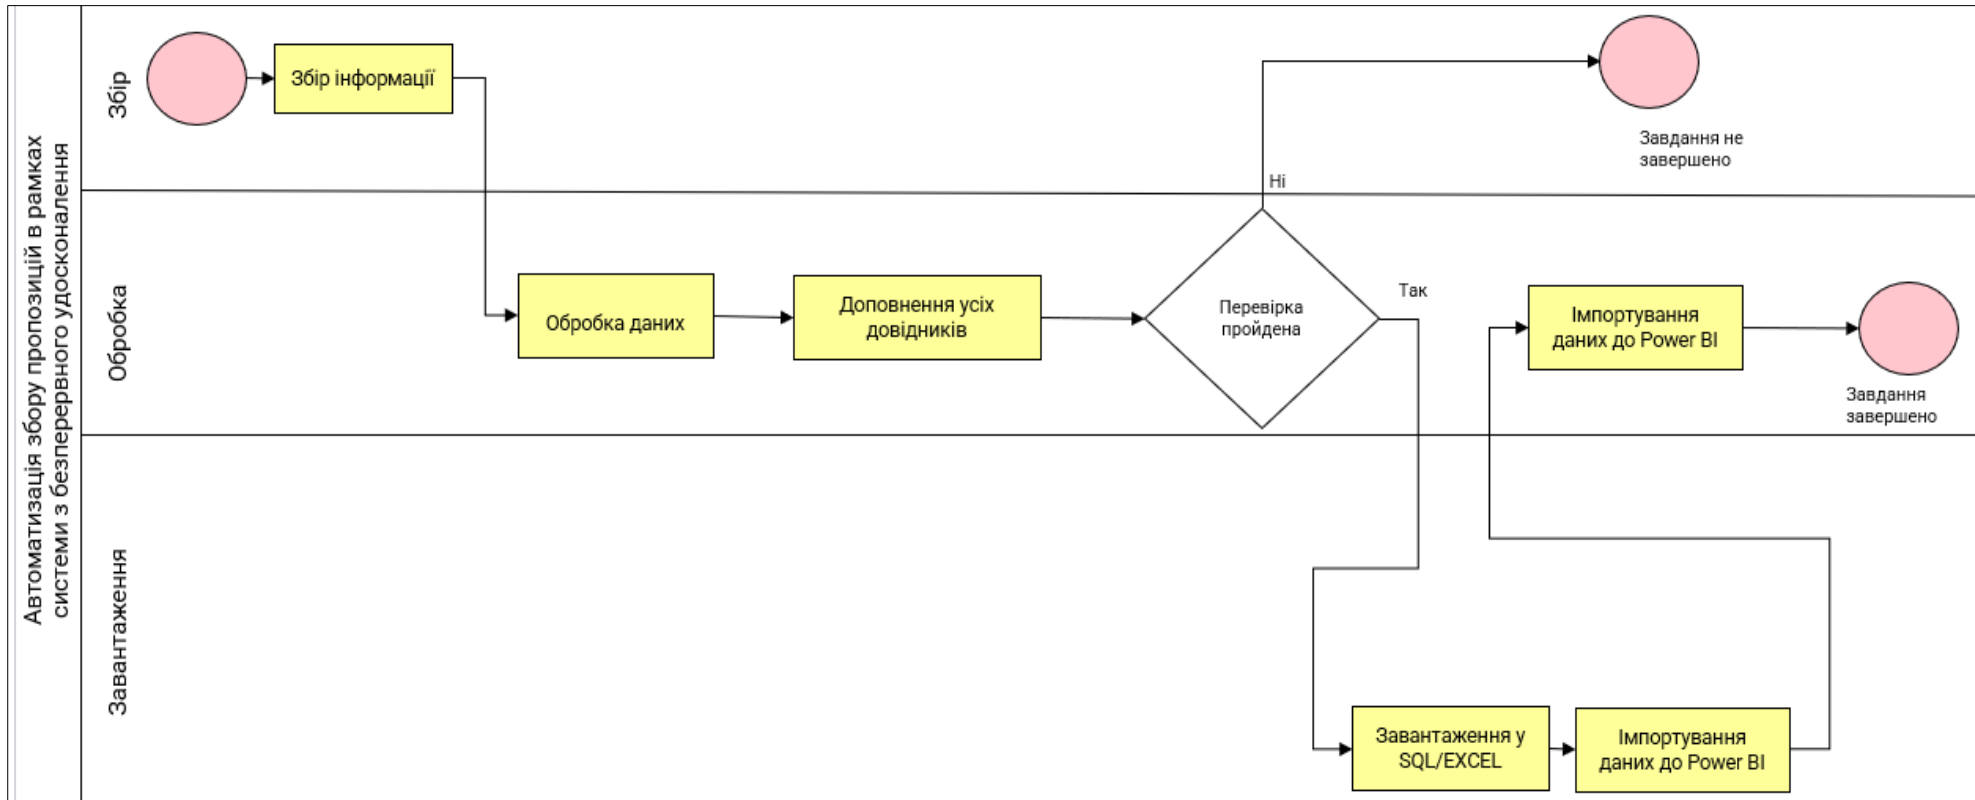 Автоматизація збору пропозицій в рамках
системи з безперервного удосконалення
Збір
Збір інформації
Завдання не
завершено
Ні
Обробка
Обробка даних
Доповнення усіх
довідників
Перевірка
пройдена
Так
Імпортування
даних до Power BI
Завдання
завершено
Завантаження
Завантаження у
SQL/EXCEL
Імпортування
даних до Power BI